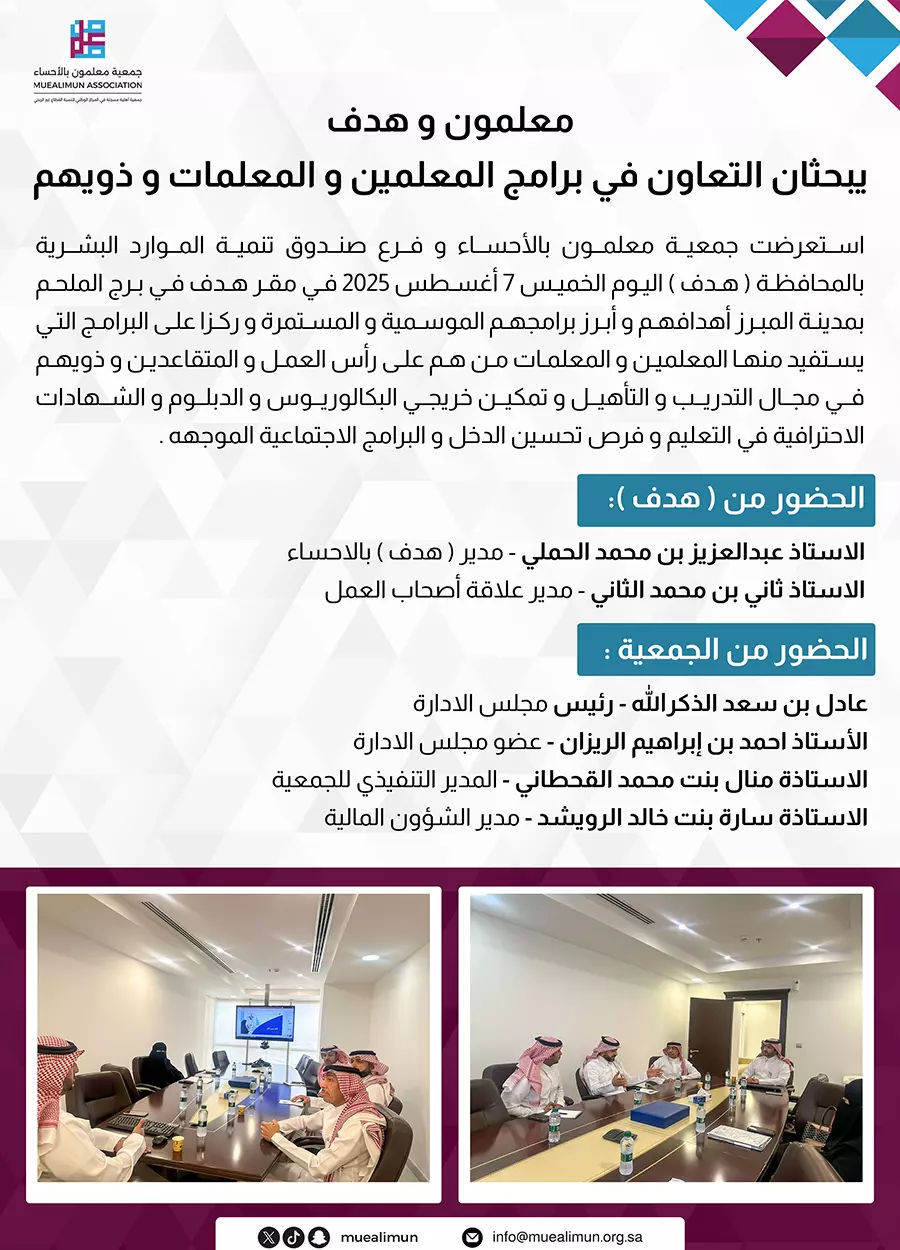 جمعية معلمون بالأحساء
MUEALIMUN ASSOCIATION
جمعية أهلية مسجلة في المركز الوطني لتنمية القطاع غير الربحي
معلمون و هدف
يبحثان التعاون في برامج المعلمين و المعلمات و ذويهم
استعرضت جمعية معلمون بالأحساء و فرع صندوق تنمية الموارد البشرية
بالمحافظة ( هدف ) اليوم الخميس 7 أغسطس 2025 في مقر هدف في برج الملحم
بمدينة المبرز أهدافهم و أبرز برامجهم الموسمية و المستمرة و ركزا على البرامج التي
يستفيد منها المعلمين و المعلمات من هم على رأس العمل و المتقاعدين و ذويهم
في مجال التدريب و التأهيل و تمكين خريجي البكالوريوس و الدبلوم و الشهادات
الاحترافية في التعليم و فرص تحسين الدخل و البرامج الاجتماعية الموجهه .
الحضور من ( هدف ):
الاستاذ عبدالعزيز بن محمد الحملي - مدير ( هدف ) بالاحساء
الاستاذ ثاني بن محمد الثاني - مدير علاقة أصحاب العمل
الحضور من الجمعية :
عادل بن سعد الذكرالله - رئيس مجلس الادارة
الأستاذ احمد بن إبراهيم الريزان - عضو مجلس الادارة
الاستاذة منال بنت محمد القحطاني - المدير التنفيذي للجمعية
الاستاذة سارة بنت خالد الرويشد - مدير الشؤون المالية
muealimun
info@muealimun.org.sa